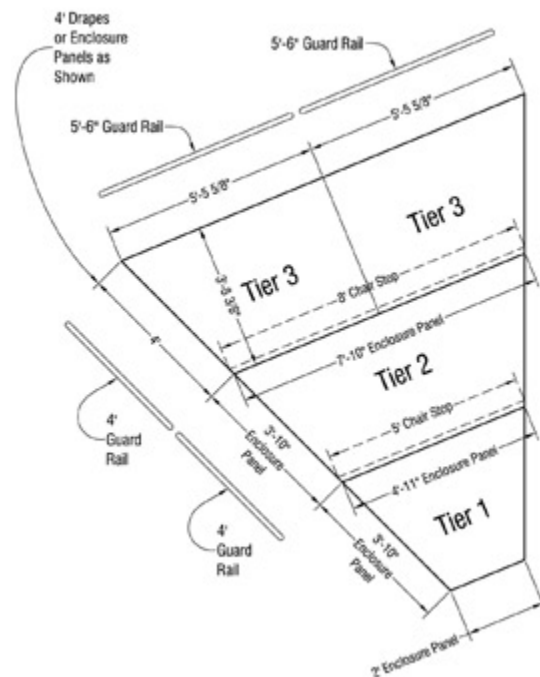 4' Drapes
or Enclosure
Panels as
Shown
5'-6" Guard Rail
5'-6" Guard Rail
5'-5 5/8"
5'-5 5/8"
Tier 3
Tier 3
3'-5 3/8"
8' Chair Stop
7'-10" Enclosure Panel
4'
Tier 2
4'
Guard
Rail
3'-10"
Enclosure
Panel
5' Chair Stop
4'-11" Enclosure Panel
Tier 1
4'
Guard
Rail
3'-10"
Enclosure
Panel
2' Enclosure Panel